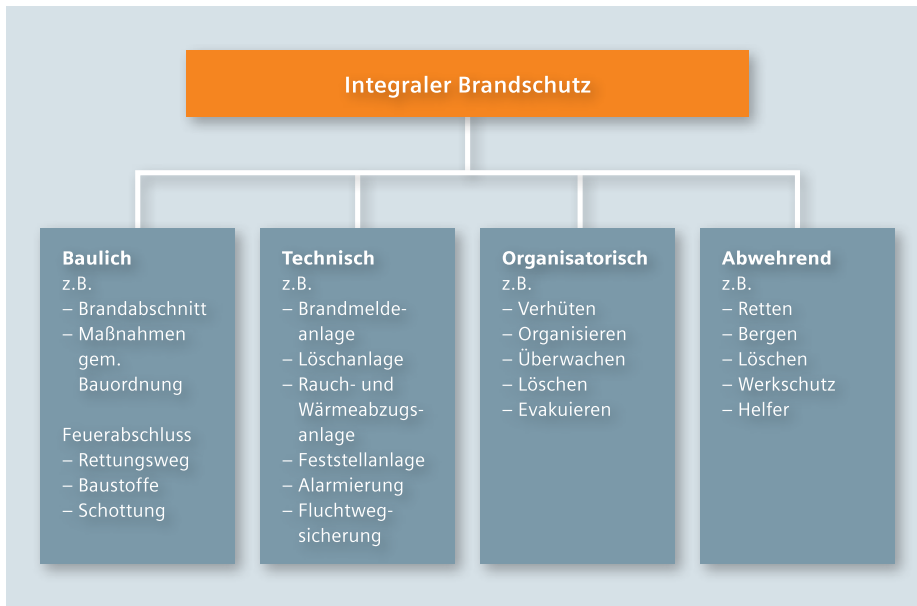 Integraler Brandschutz
Baulich
z.B.
– Brandabschnitt
– Maßnahmen
gem.
Bauordnung
Feuerabschluss
– Rettungsweg
– Baustoffe
– Schottung
Technisch
z.B.
– Brandmelde-
anlage
– Löschanlage
– Rauch- und
Wärmeabzugs-
anlage
– Feststellanlage
– Alarmierung
– Fluchtweg-
sicherung
Organisatorisch
z.B.
– Verhüten
– Organisieren
– Überwachen
– Löschen
– Evakuieren
Abwehrend
z.B.
– Retten
– Bergen
– Löschen
– Werkschutz
– Helfer